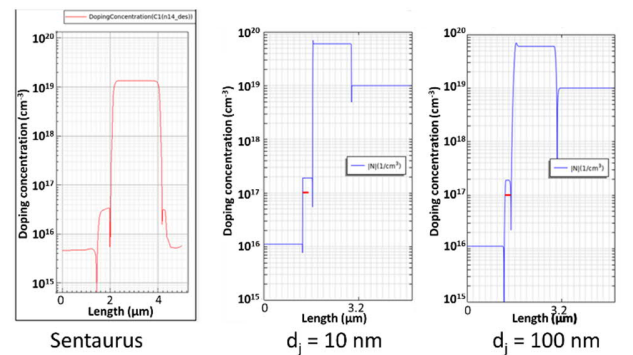 DopingConcentration(C1(n14_des))
Doping concentration (cm⁻³)
10²⁰
10¹⁹
10¹⁸
10¹⁷
10¹⁶
10¹⁵
0 2 4
Length (μm)
Sentaurus
Doping concentration (cm⁻³)
10²⁰
10¹⁹
10¹⁸
10¹⁷
10¹⁶
10¹⁵
|N|(1/cm³)
0 3.2
Length (μm)
dⱼ = 10 nm
Doping concentration (cm⁻³)
10²⁰
10¹⁹
10¹⁸
10¹⁷
10¹⁶
10¹⁵
|N|(1/cm³)
0 3.2
Length (μm)
dⱼ = 100 nm